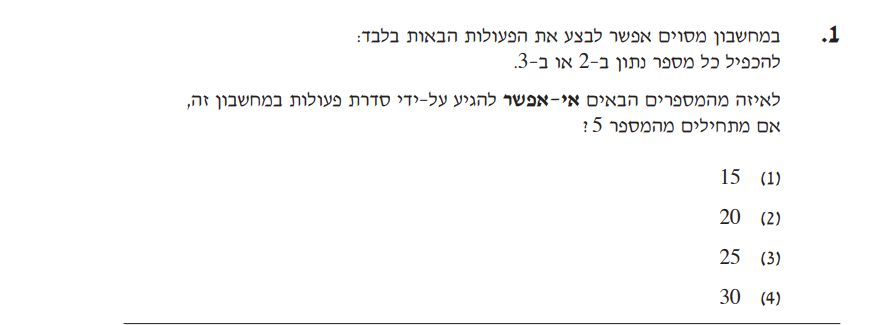 1. במחשבון מסוים אפשר לבצע את הפעולות הבאות בלבד:
להכפיל כל מספר נתון ב-2 או ב-3.
לאיזה מהמספרים הבאים אי-אפשר להגיע על-ידי סדרת פעולות במחשבון זה,
אם מתחילים מהמספר 5?
(1) 15
(2) 20
(3) 25
(4) 30